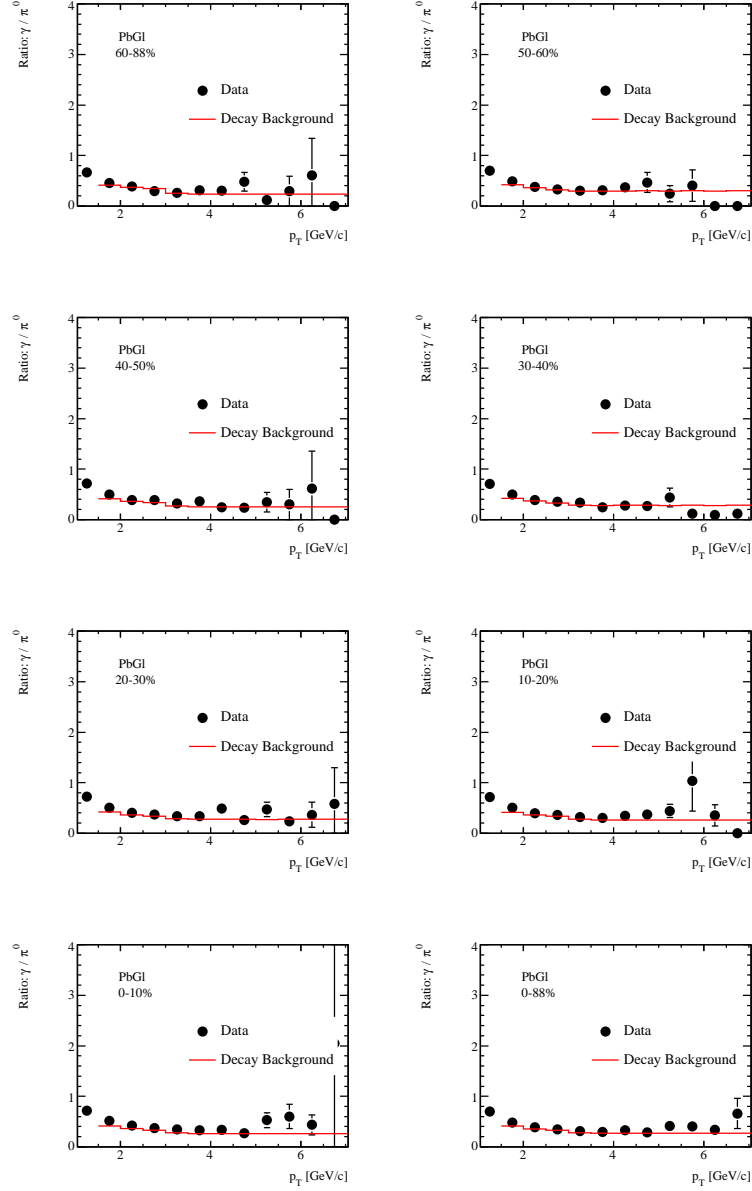 Ratio: γ / π⁰
4
3
2
1
0
PbGl
60-88%
Data
Decay Background
2
4
6
p_T [GeV/c]
Ratio: γ / π⁰
4
3
2
1
0
PbGl
50-60%
Data
Decay Background
2
4
6
p_T [GeV/c]
Ratio: γ / π⁰
4
3
2
1
0
PbGl
40-50%
Data
Decay Background
2
4
6
p_T [GeV/c]
Ratio: γ / π⁰
4
3
2
1
0
PbGl
30-40%
Data
Decay Background
2
4
6
p_T [GeV/c]
Ratio: γ / π⁰
4
3
2
1
0
PbGl
20-30%
Data
Decay Background
2
4
6
p_T [GeV/c]
Ratio: γ / π⁰
4
3
2
1
0
PbGl
10-20%
Data
Decay Background
2
4
6
p_T [GeV/c]
Ratio: γ / π⁰
4
3
2
1
0
PbGl
0-10%
Data
Decay Background
2
4
6
p_T [GeV/c]
Ratio: γ / π⁰
4
3
2
1
0
PbGl
0-88%
Data
Decay Background
2
4
6
p_T [GeV/c]